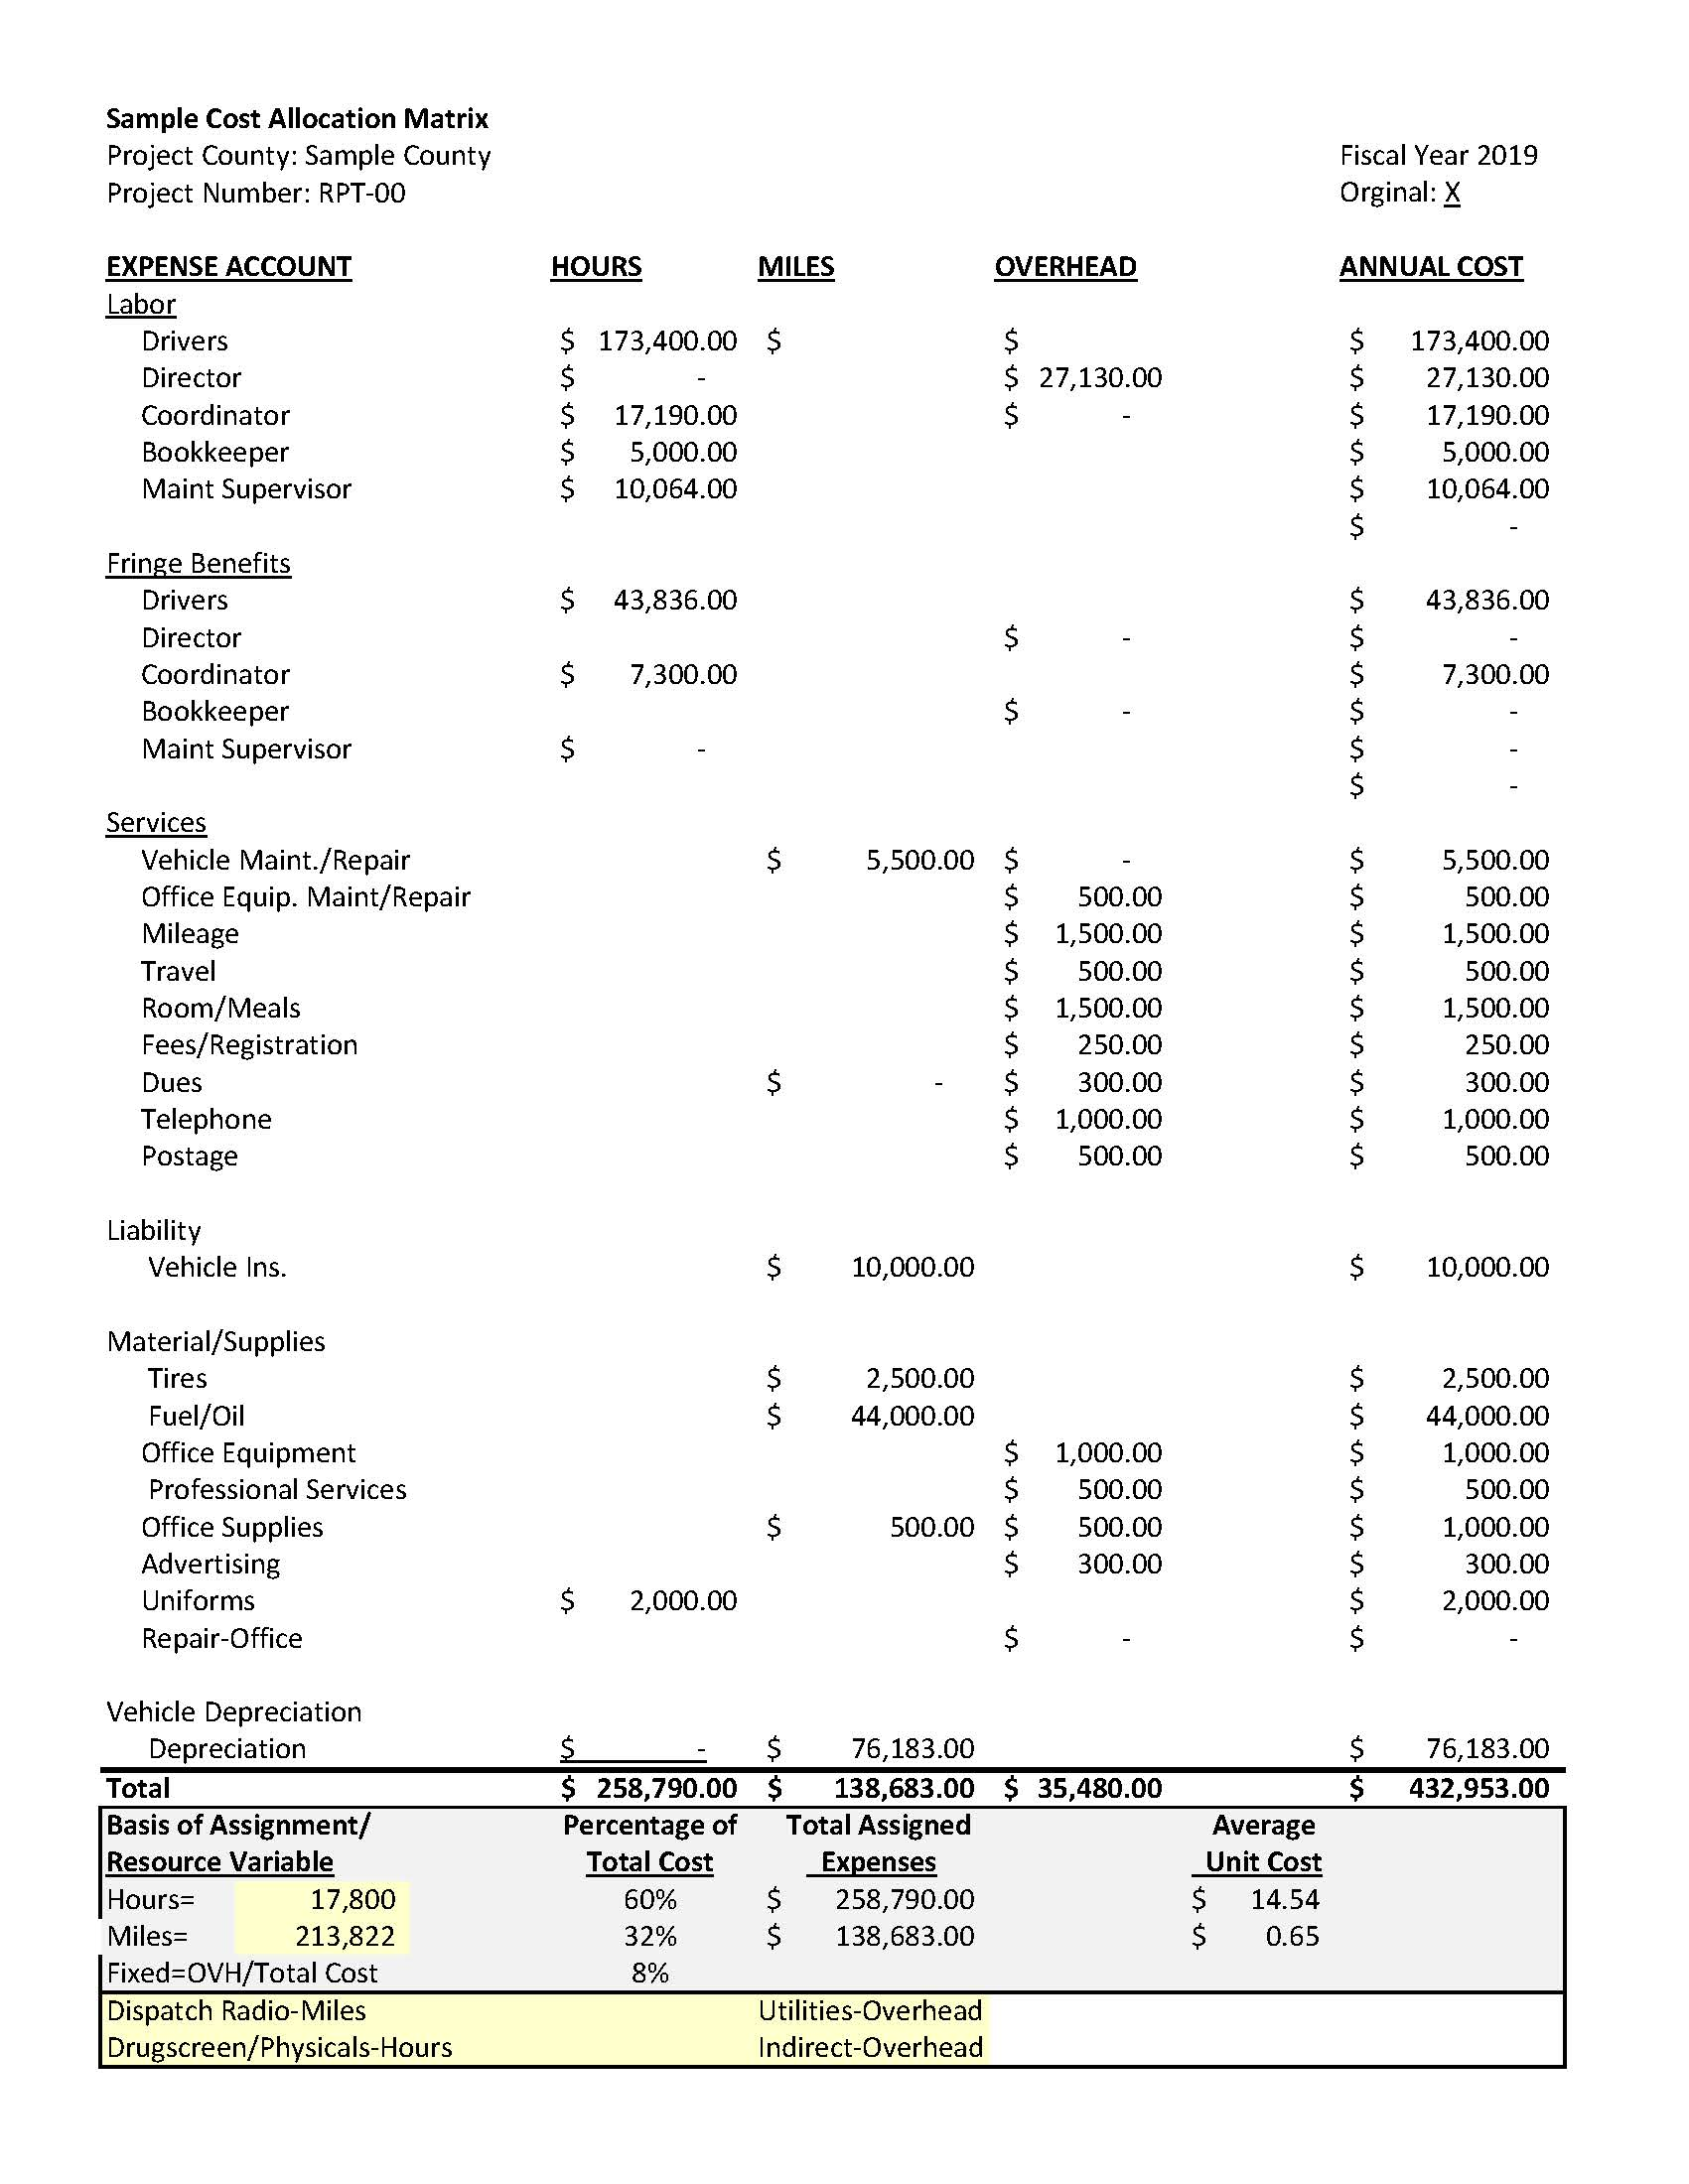 Sample Cost Allocation Matrix
Project County: Sample County Fiscal Year 2019
Project Number: RPT-00 Orginal: X
EXPENSE ACCOUNT HOURS MILES OVERHEAD ANNUAL COST
Labor
Drivers $ 173,400.00 $ $ $ 173,400.00
Director $ - $ 27,130.00 $ 27,130.00
Coordinator $ 17,190.00 $ - $ 17,190.00
Bookkeeper $ 5,000.00 $ 5,000.00
Maint Supervisor $ 10,064.00 $ 10,064.00
$ -
Fringe Benefits
Drivers $ 43,836.00 $ 43,836.00
Director $ - $ -
Coordinator $ 7,300.00 $ 7,300.00
Bookkeeper $ - $ -
Maint Supervisor $ - $ -
$ -
Services
Vehicle Maint./Repair $ 5,500.00 $ - $ 5,500.00
Office Equip. Maint/Repair $ 500.00 $ 500.00
Mileage $ 1,500.00 $ 1,500.00
Travel $ 500.00 $ 500.00
Room/Meals $ 1,500.00 $ 1,500.00
Fees/Registration $ 250.00 $ 250.00
Dues $ - $ 300.00 $ 300.00
Telephone $ 1,000.00 $ 1,000.00
Postage $ 500.00 $ 500.00
Liability
Vehicle Ins. $ 10,000.00 $ 10,000.00
Material/Supplies
Tires $ 2,500.00 $ 2,500.00
Fuel/Oil $ 44,000.00 $ 44,000.00
Office Equipment $ 1,000.00 $ 1,000.00
Professional Services $ 500.00 $ 500.00
Office Supplies $ 500.00 $ 500.00 $ 1,000.00
Advertising $ 300.00 $ 300.00
Uniforms $ 2,000.00 $ 2,000.00
Repair-Office $ - $ -
Vehicle Depreciation
Depreciation $ - $ 76,183.00 $ 76,183.00
Total $ 258,790.00 $ 138,683.00 $ 35,480.00 $ 432,953.00
Basis of Assignment/ Percentage of Total Assigned Average
Resource Variable Total Cost Expenses Unit Cost
Hours= 17,800 60% $ 258,790.00 $ 14.54
Miles= 213,822 32% $ 138,683.00 $ 0.65
Fixed=OVH/Total Cost 8%
Dispatch Radio-Miles Utilities-Overhead
Drugscreen/Physicals-Hours Indirect-Overhead